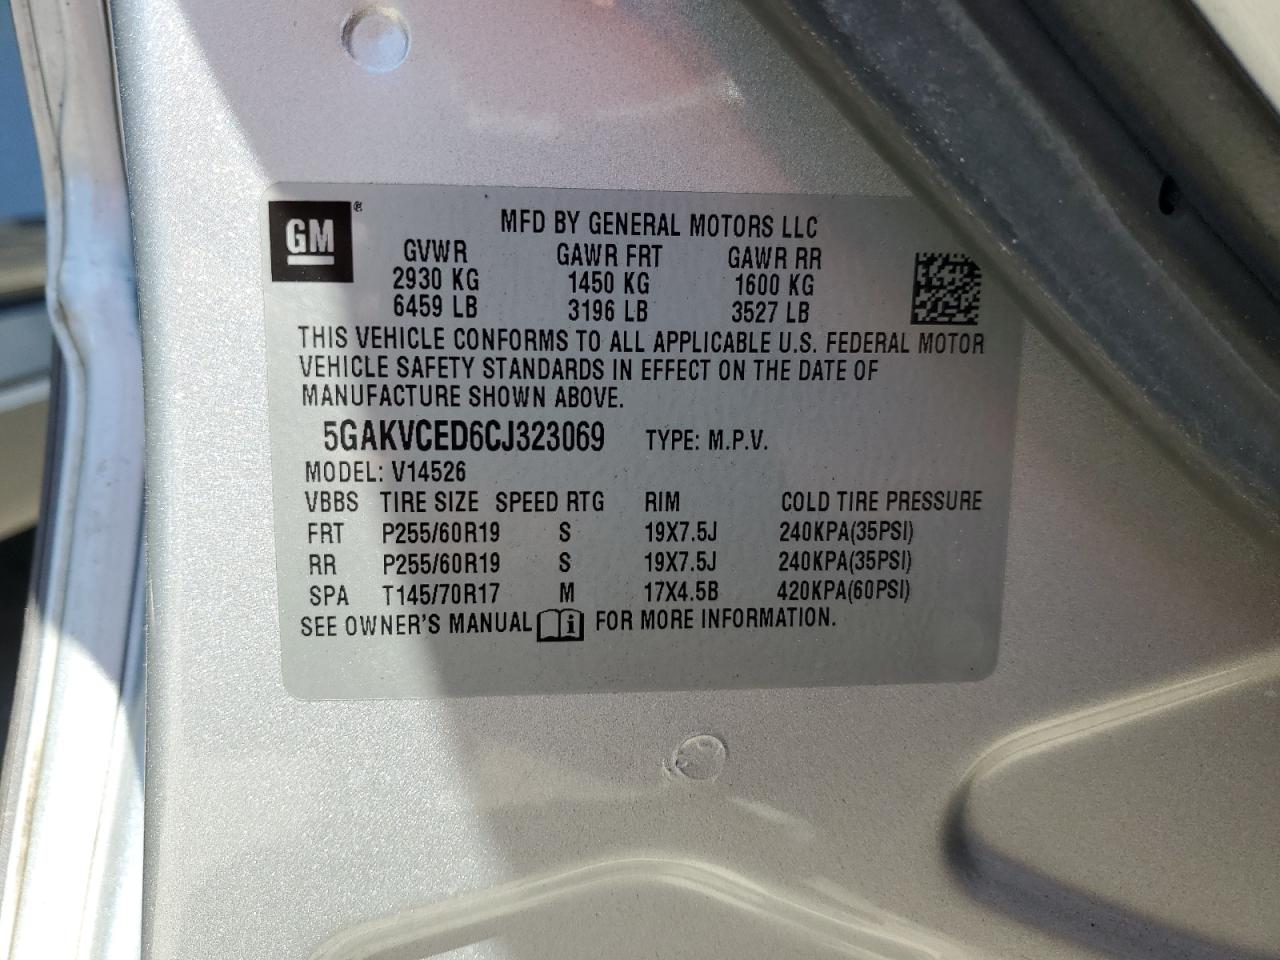 GM®
MFD BY GENERAL MOTORS LLC
GVWR GAWR FRT GAWR RR
2930 KG 1450 KG 1600 KG
6459 LB 3196 LB 3527 LB
THIS VEHICLE CONFORMS TO ALL APPLICABLE U.S. FEDERAL MOTOR
VEHICLE SAFETY STANDARDS IN EFFECT ON THE DATE OF
MANUFACTURE SHOWN ABOVE.
5GAKVCED6CJ323069 TYPE: M.P.V.
MODEL: V14526
VBBS TIRE SIZE SPEED RTG RIM COLD TIRE PRESSURE
FRT P255/60R19 S 19X7.5J 240KPA(35PSI)
RR P255/60R19 S 19X7.5J 240KPA(35PSI)
SPA T145/70R17 M 17X4.5B 420KPA(60PSI)
SEE OWNER'S MANUAL i FOR MORE INFORMATION.